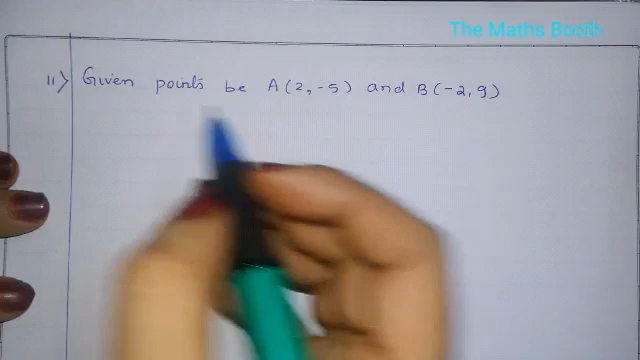 The Maths Booth
11) Given points be A(2,-5) and B(-2,9)